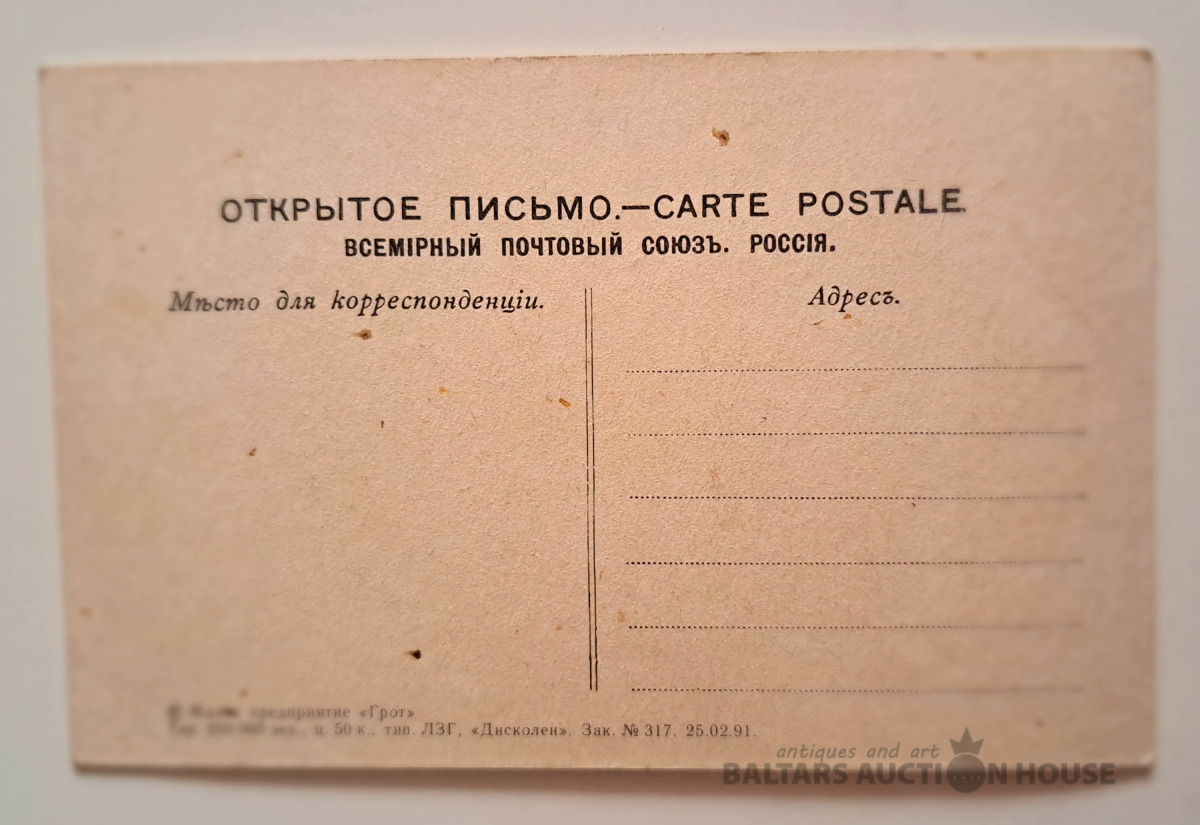 ОТКРЫТОЕ ПИСЬМО.—CARTE POSTALE.
ВСЕМІРНЫЙ ПОЧТОВЫЙ СОЮЗЪ. РОССІЯ.
Мѣсто для корреспонденціи.
Адресъ.
предприятие «Грот»
ц. 50 к., тип. ЛЗГ, «Дисколен». Зак. № 317, 25.02.91.
antiques and art
BALTARS AUCTION HOUSE